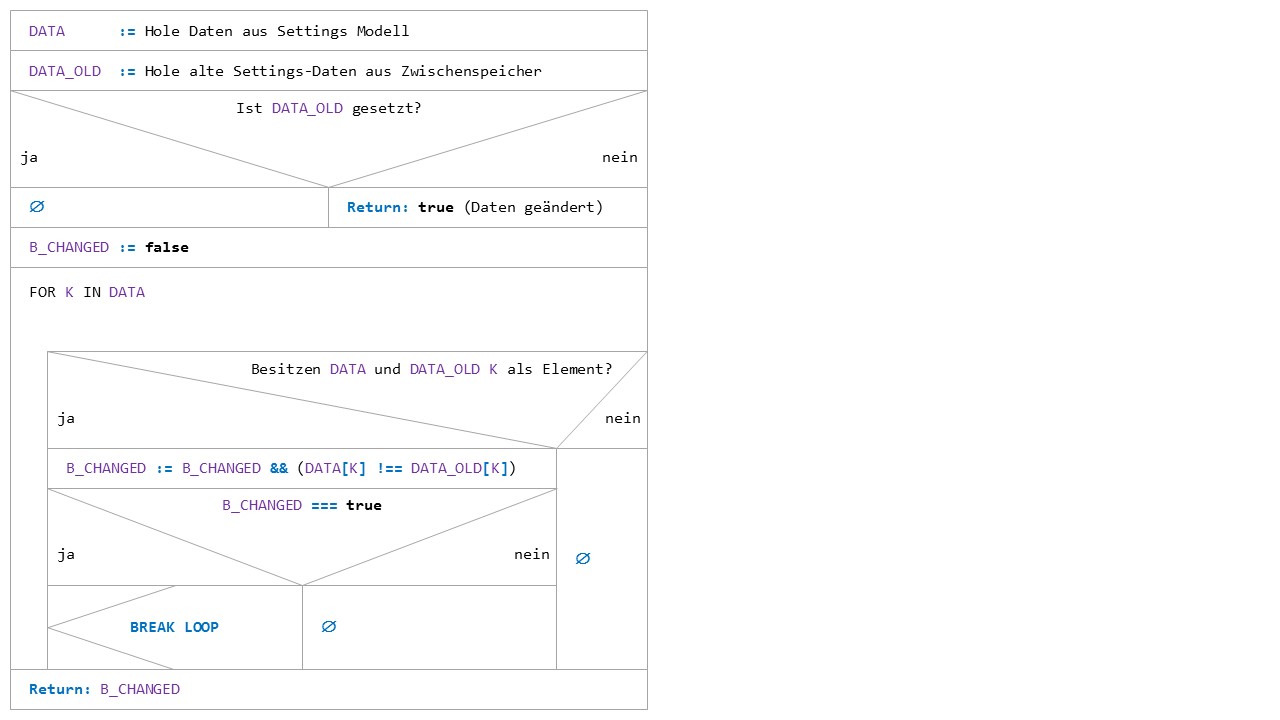 DATA := Hole Daten aus Settings Modell
DATA_OLD := Hole alte Settings-Daten aus Zwischenspeicher
Ist DATA_OLD gesetzt?
ja nein
∅ Return: true (Daten geändert)
B_CHANGED := false
FOR K IN DATA
Besitzen DATA und DATA_OLD K als Element?
ja nein
B_CHANGED := B_CHANGED && (DATA[K] !== DATA_OLD[K])
B_CHANGED === true
ja nein
∅
BREAK LOOP ∅
Return: B_CHANGED